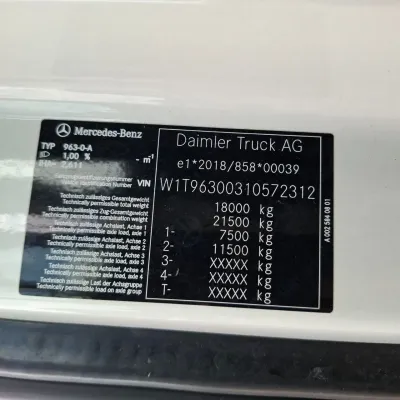 Mercedes-Benz
TYP 963-0-A
1,00 % - m⁻¹
Daimler Truck AG
e1*2018/858*00039
Fahrzeugidentifizierungsnummer
Vehicle Identification Number VIN W1T96300310572312
Technisch zulässiges Gesamtgewicht
Technically permissible total weight 18000 kg
Technisch zulässiges Zug-Gesamtgewicht
Technically permissible combination weight 21500 kg
Technisch zulässige Achslast, Achse 1
Technically permissible axle load, axle 1 1- 7500 kg
Technisch zulässige Achslast, Achse 2
Technically permissible axle load, axle 2 2- 11500 kg
Technisch zulässige Achslast, Achse 3
Technically permissible axle load, axle 3 3- XXXXX kg
Technisch zulässige Achslast, Achse 4
Technically permissible axle load, axle 4 4- XXXXX kg
Technisch zulässige Last der Achsgruppe
Technically permissible load on axle group T- XXXXX kg
A 002 584 08 01